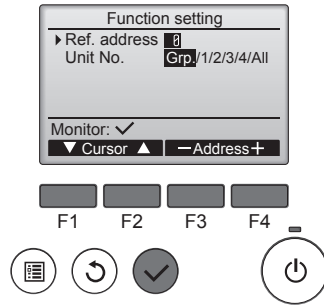 Function setting
Ref. address 0
Unit No. Grp./1/2/3/4/All
Monitor: ✓
▼ Cursor ▲ −Address+
F1 F2 F3 F4